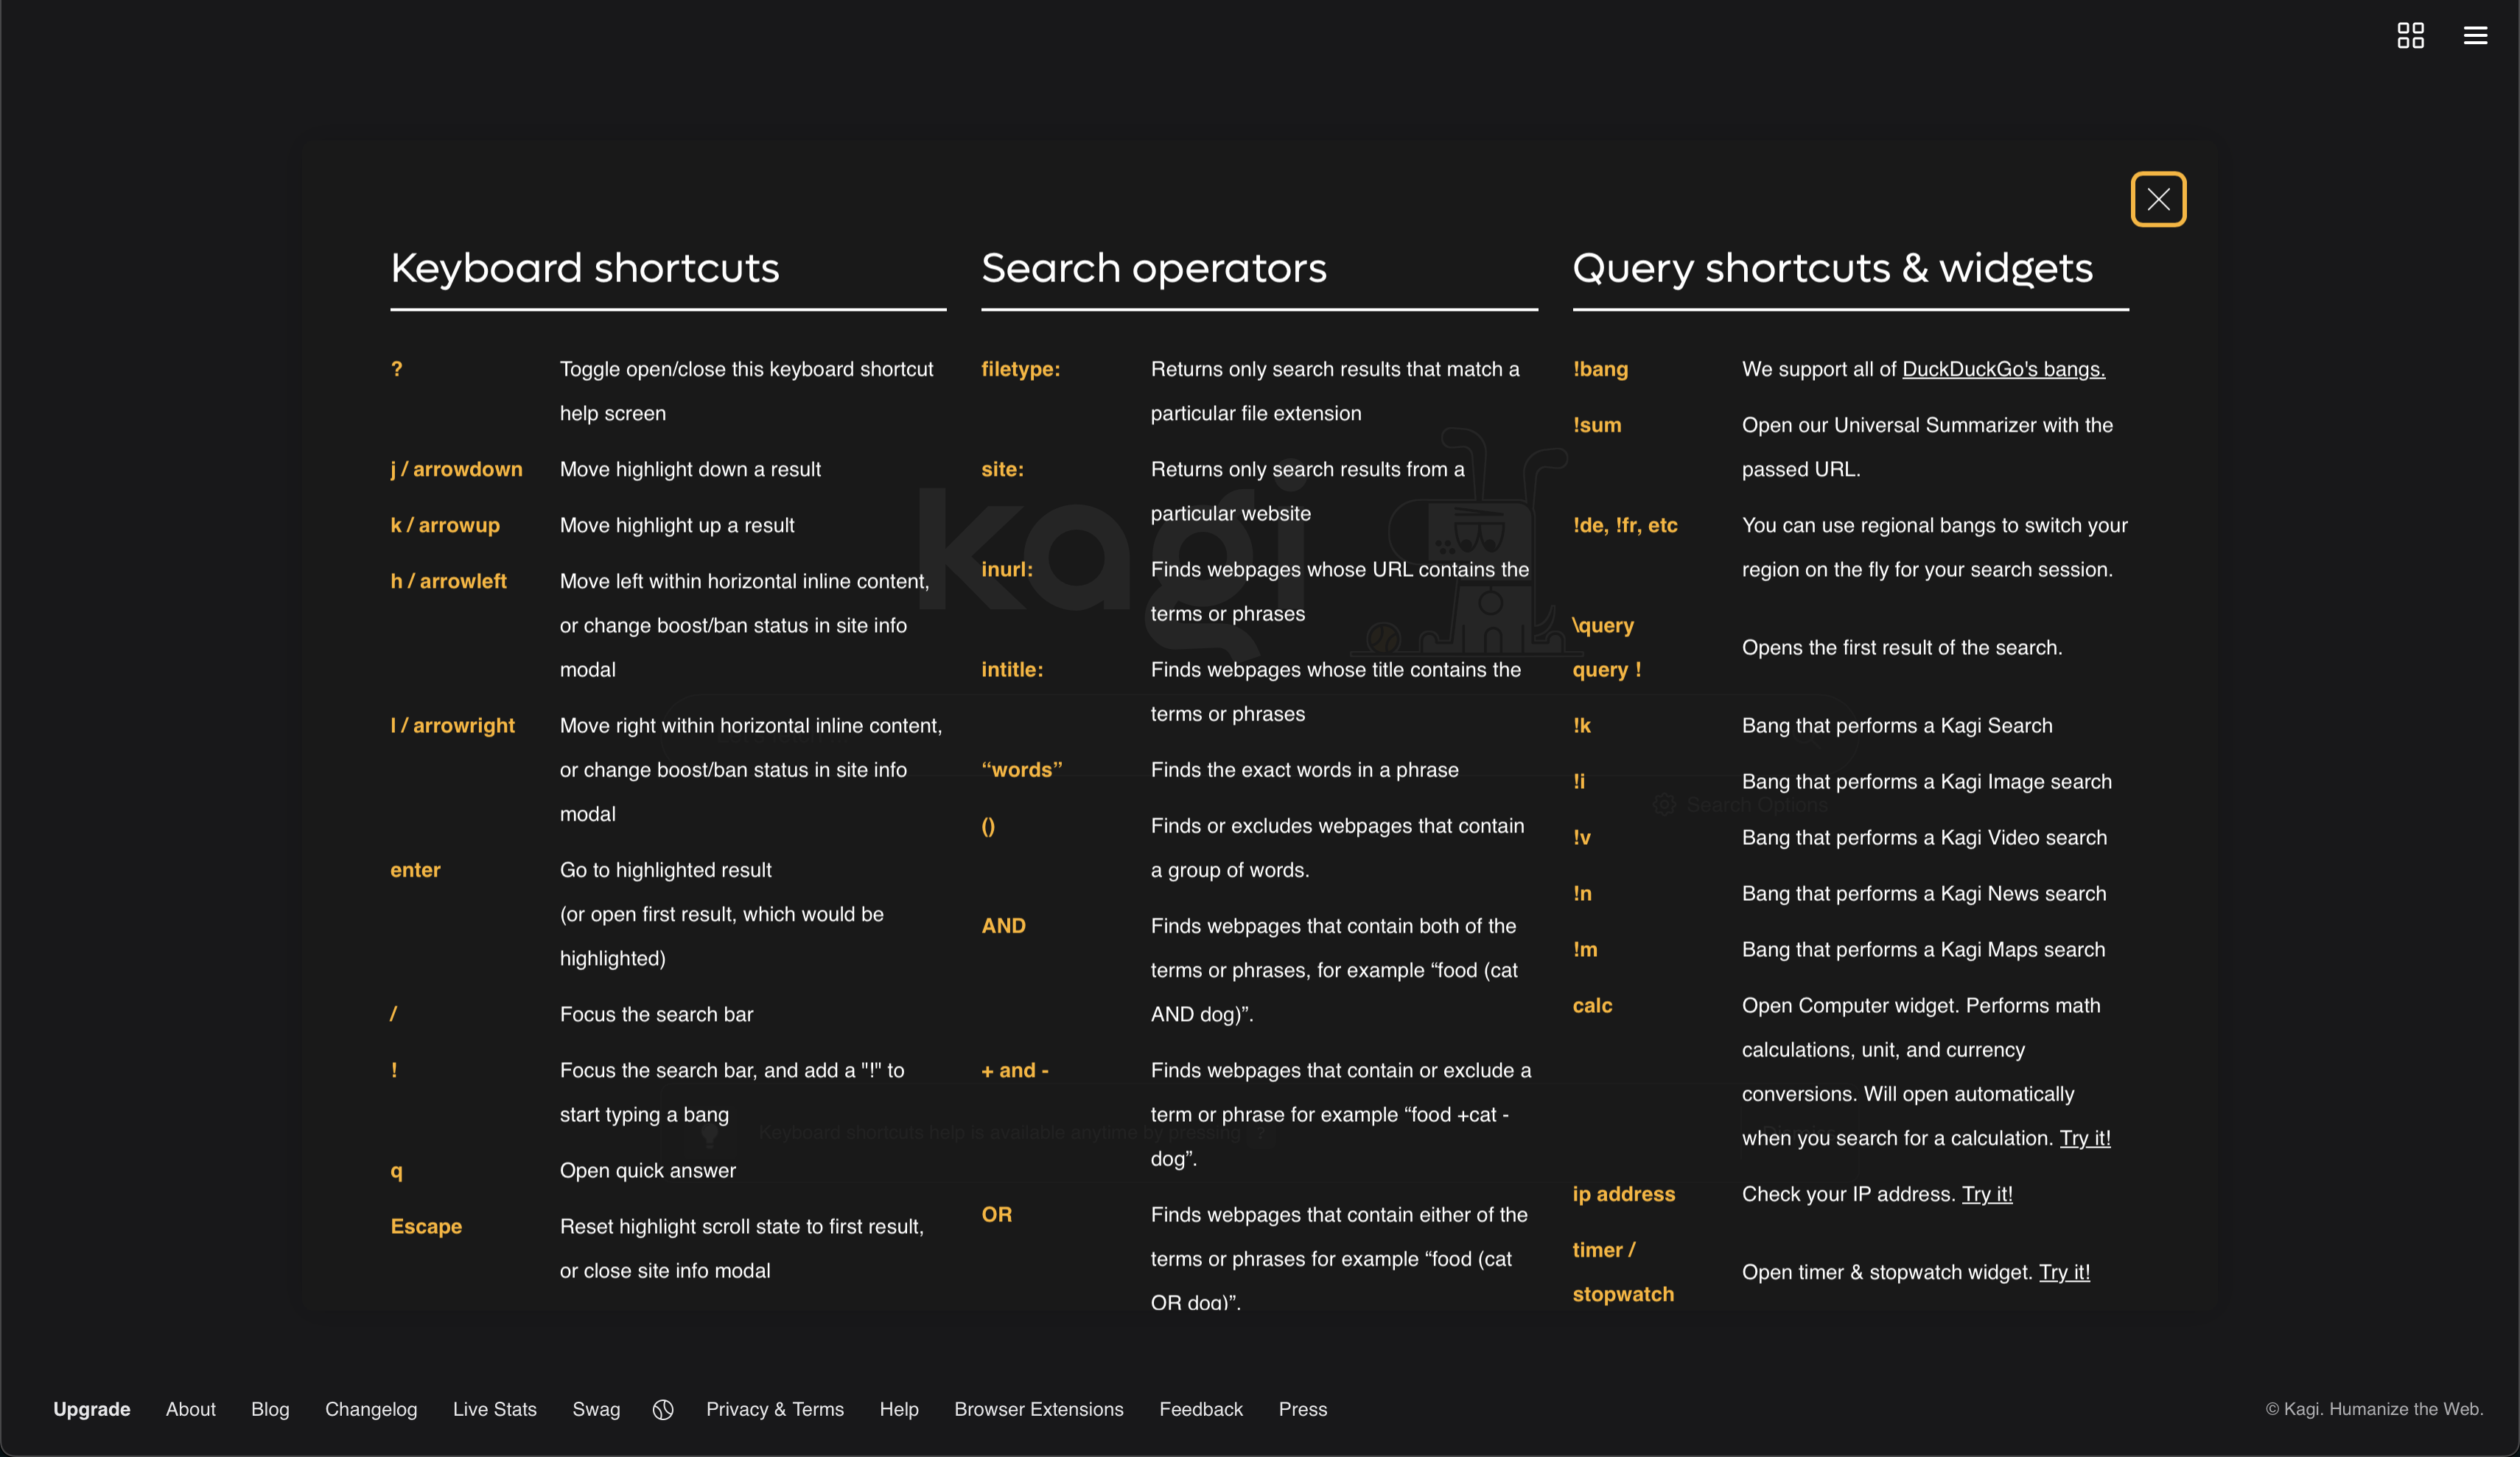 Keyboard shortcuts
?
Toggle open/close this keyboard shortcut
help screen
j / arrowdown
Move highlight down a result
k / arrowup
Move highlight up a result
h / arrowleft
Move left within horizontal inline content,
or change boost/ban status in site info
modal
l / arrowright
Move right within horizontal inline content,
or change boost/ban status in site info
modal
enter
Go to highlighted result
(or open first result, which would be
highlighted)
/
Focus the search bar
!
Focus the search bar, and add a "!" to
start typing a bang
q
Open quick answer
Escape
Reset highlight scroll state to first result,
or close site info modal
Search operators
filetype:
Returns only search results that match a
particular file extension
site:
Returns only search results from a
particular website
inurl:
Finds webpages whose URL contains the
terms or phrases
intitle:
Finds webpages whose title contains the
terms or phrases
“words”
Finds the exact words in a phrase
()
Finds or excludes webpages that contain
a group of words.
AND
Finds webpages that contain both of the
terms or phrases, for example “food (cat
AND dog)”.
+ and -
Finds webpages that contain or exclude a
term or phrase for example “food +cat -
dog”.
OR
Finds webpages that contain either of the
terms or phrases for example “food (cat
OR dog)”.
Query shortcuts & widgets
!bang
We support all of DuckDuckGo's bangs.
!sum
Open our Universal Summarizer with the
passed URL.
!de, !fr, etc
You can use regional bangs to switch your
region on the fly for your search session.
\query
query !
Opens the first result of the search.
!k
Bang that performs a Kagi Search
!i
Bang that performs a Kagi Image search
!v
Bang that performs a Kagi Video search
!n
Bang that performs a Kagi News search
!m
Bang that performs a Kagi Maps search
calc
Open Computer widget. Performs math
calculations, unit, and currency
conversions. Will open automatically
when you search for a calculation. Try it!
ip address
Check your IP address. Try it!
timer /
stopwatch
Open timer & stopwatch widget. Try it!
kagi
Search Options
Keyboard shortcuts help is available anytime by pressing ?
Upgrade About Blog Changelog Live Stats Swag Privacy & Terms Help Browser Extensions Feedback Press
© Kagi. Humanize the Web.